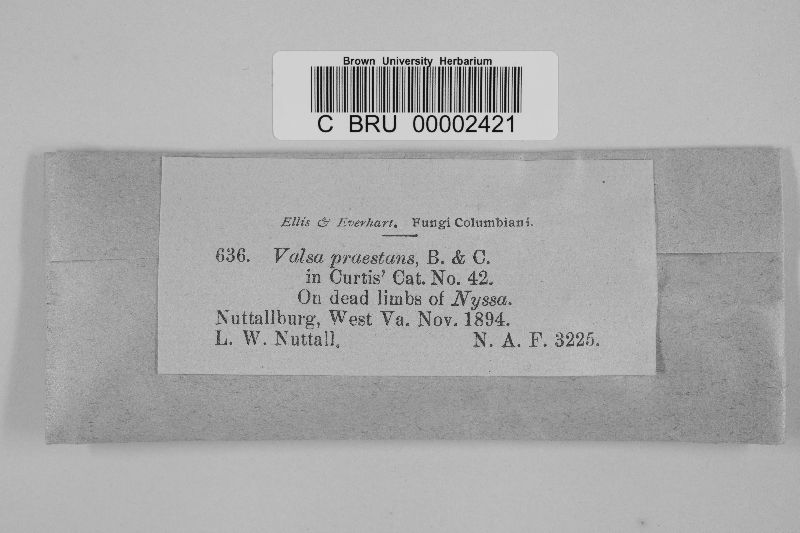 Brown University Herbarium
C BRU 00002421
Ellis & Everhart. Fungi Columbiani.
636. Valsa praestans, B. & C.
in Curtis' Cat. No. 42.
On dead limbs of Nyssa.
Nuttallburg, West Va. Nov. 1894.
L. W. Nuttall. N. A. F. 3225.